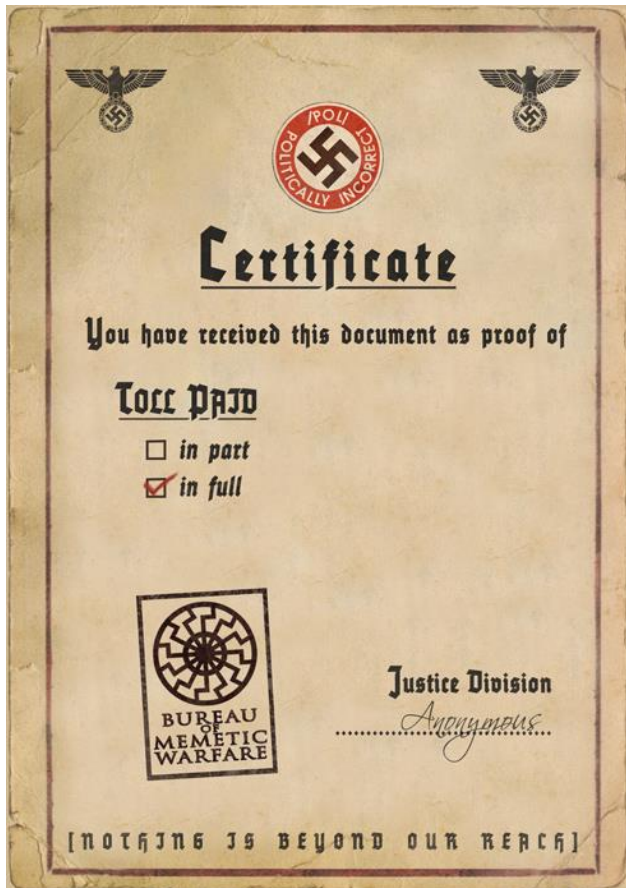 /POL/
POLITICALLY INCORRECT
Certificate
You have received this document as proof of
TOLL PAID
in part
in full
BUREAU
OF
MEMETIC
WARFARE
Justice Division
Anonymous
[NOTHING IS BEYOND OUR REACH]